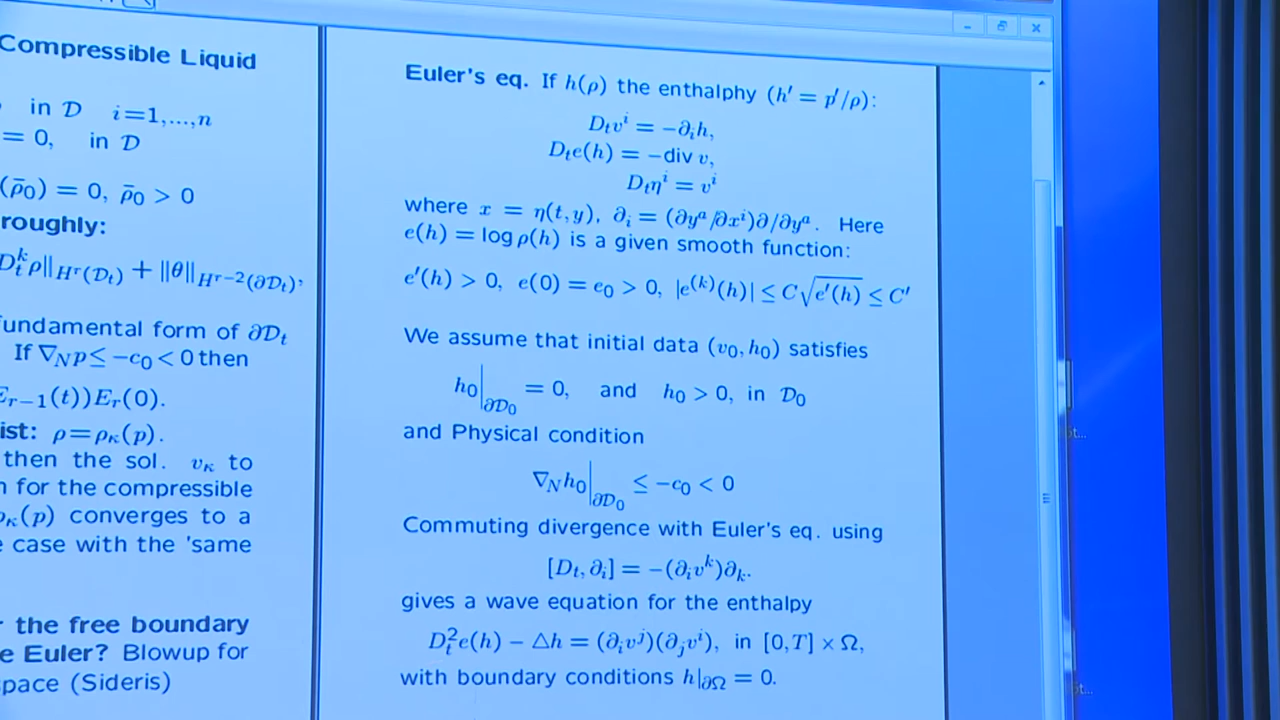 Compressible Liquid
in 𝒟 i=1,...,n
= 0, in 𝒟
(ρ̄₀) = 0, ρ̄₀ > 0
roughly:
D_t^k ρ||_{H^r(𝒟_t)} + ||θ||_{H^{r−2}(∂𝒟_t)},
fundamental form of ∂𝒟_t
If ∇_N p ≤ −c₀ < 0 then
E_{r−1}(t))E_r(0).
ist: ρ=ρ_κ(p).
then the sol. v_κ to
n for the compressible
ρ_κ(p) converges to a
e case with the 'same
r the free boundary
e Euler? Blowup for
pace (Sideris)
Euler's eq. If h(ρ) the enthalphy (h′ = p′/ρ):
D_t v^i = −∂_i h,
D_t e(h) = −div v,
D_t η^i = v^i
where x = η(t,y), ∂_i = (∂y^a/∂x^i)∂/∂y^a. Here
e(h) = log ρ(h) is a given smooth function:
e′(h) > 0, e(0) = e₀ > 0, |e^{(k)}(h)| ≤ C√e′(h) ≤ C′
We assume that initial data (v₀, h₀) satisfies
h₀|_{∂𝒟₀} = 0, and h₀ > 0, in 𝒟₀
and Physical condition
∇_N h₀|_{∂𝒟₀} ≤ −c₀ < 0
Commuting divergence with Euler's eq. using
[D_t, ∂_i] = −(∂_i v^k)∂_k.
gives a wave equation for the enthalpy
D_t^2 e(h) − △h = (∂_i v^j)(∂_j v^i), in [0,T] × Ω,
with boundary conditions h|_{∂Ω} = 0.